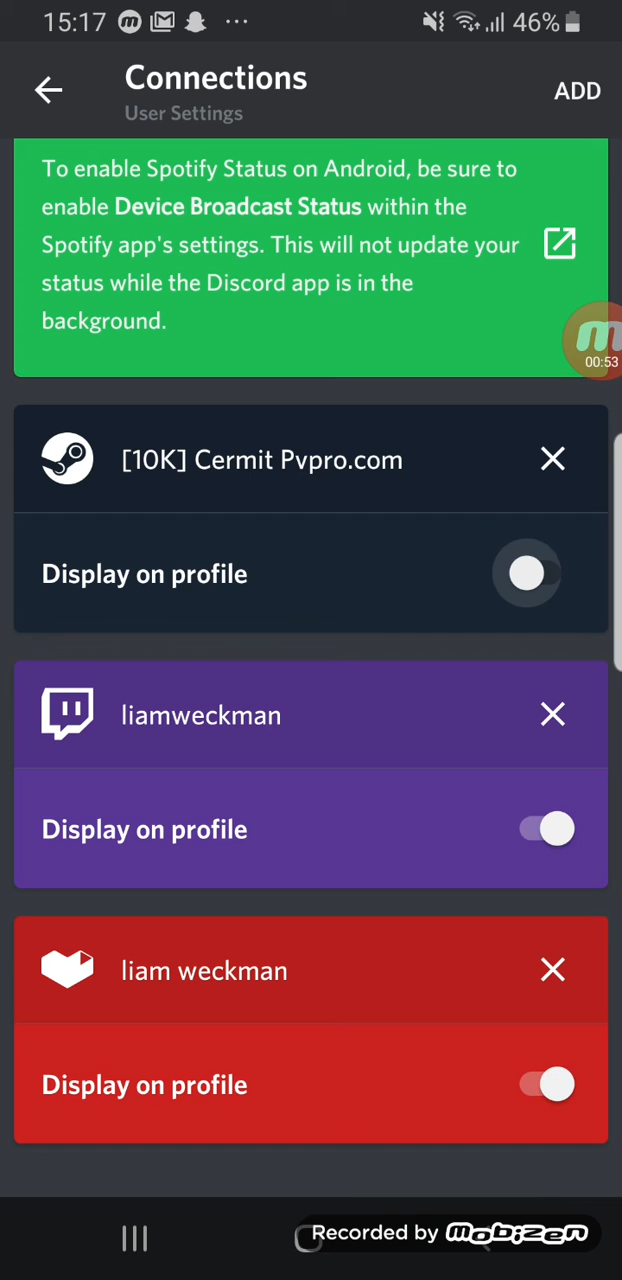 15:17
46%
Connections
User Settings
ADD
To enable Spotify Status on Android, be sure to
enable Device Broadcast Status within the
Spotify app's settings. This will not update your
status while the Discord app is in the
background.
00:53
[10K] Cermit Pvpro.com
Display on profile
liamweckman
Display on profile
liam weckman
Display on profile
Recorded by mobizen